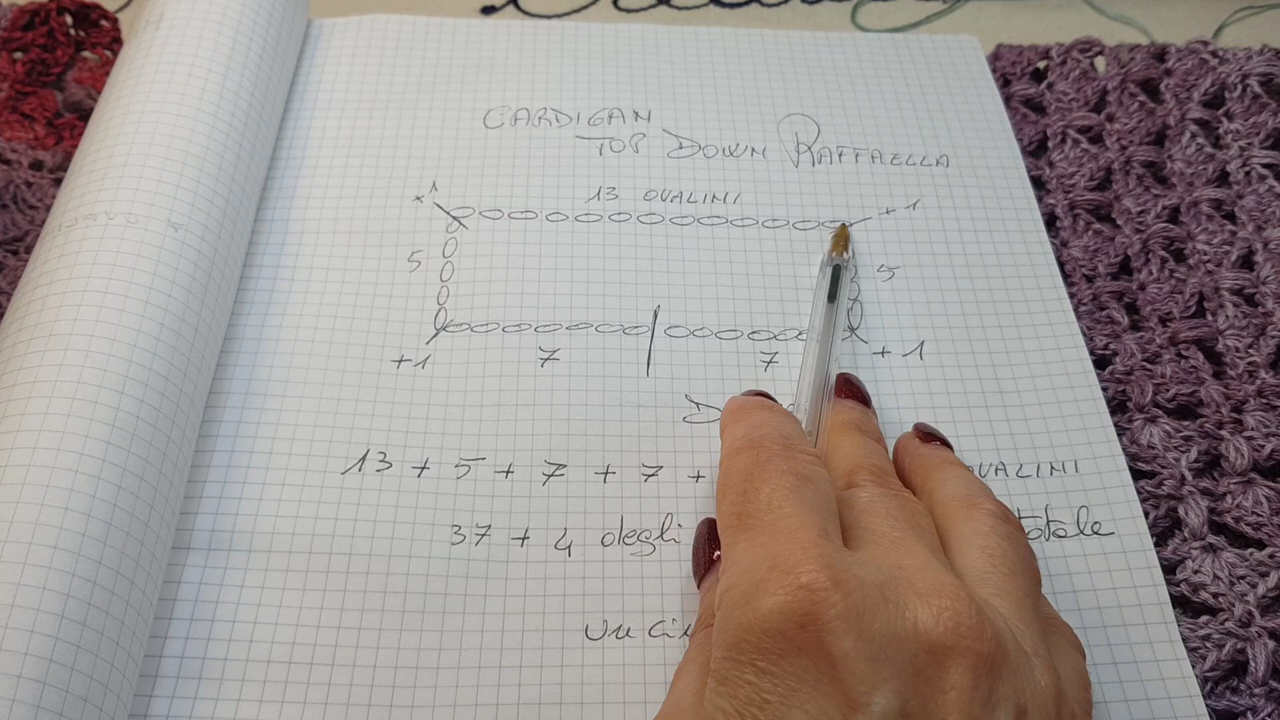 CARDIGAN
TOP DOWN RAFFAELLA
13 OVALINI
+1
+1
5
5
+1
7
7
+1
13 + 5 + 7 + 7 +
OVALINI
37 + 4 degli
totale